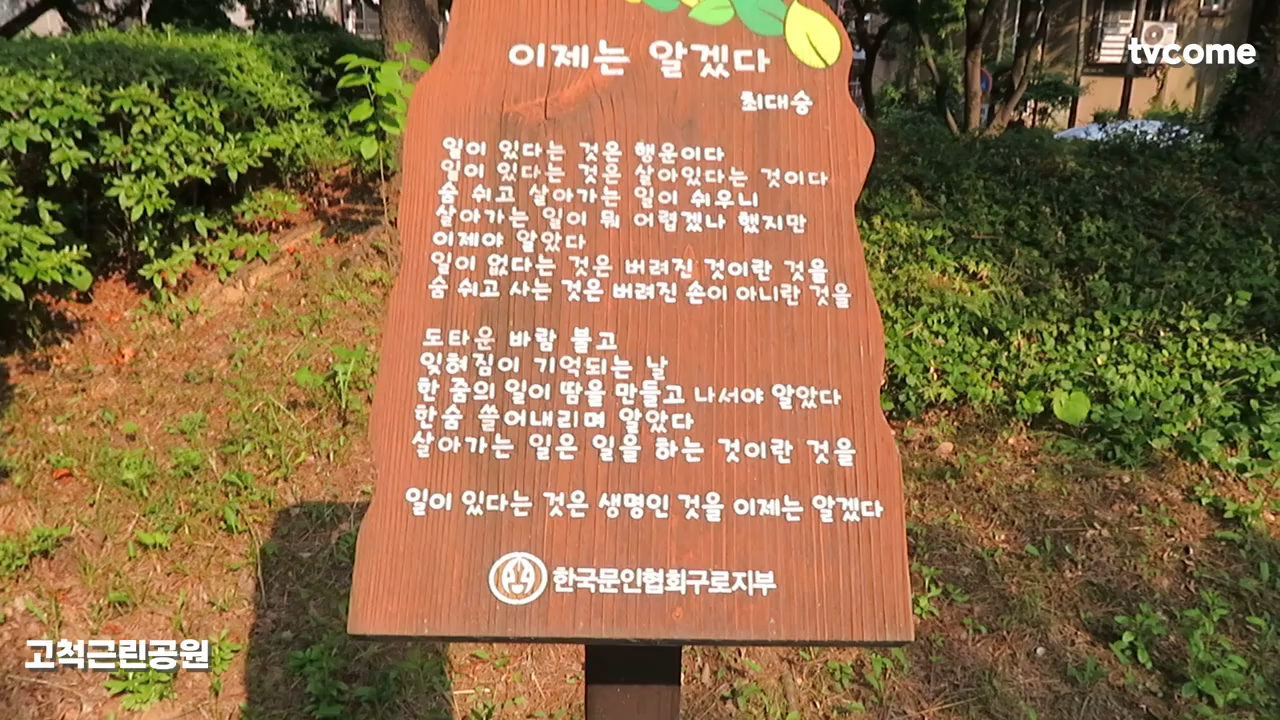 tvcome
이제는 알겠다
최대승
일이 있다는 것은 행운이다
일이 있다는 것은 살아있다는 것이다
숨 쉬고 살아가는 일이 쉬우니
살아가는 일이 뭐 어렵겠나 했지만
이제야 알았다
일이 없다는 것은 버려진 것이란 것을
숨 쉬고 사는 것은 버려진 손이 아니란 것을
도타운 바람 불고
잊혀짐이 기억되는 날
한 줌의 일이 땀을 만들고 나서야 알았다
한숨 쓸어내리며 알았다
살아가는 일은 일을 하는 것이란 것을
일이 있다는 것은 생명인 것을 이제는 알겠다
한국문인협회구로지부
고척근린공원